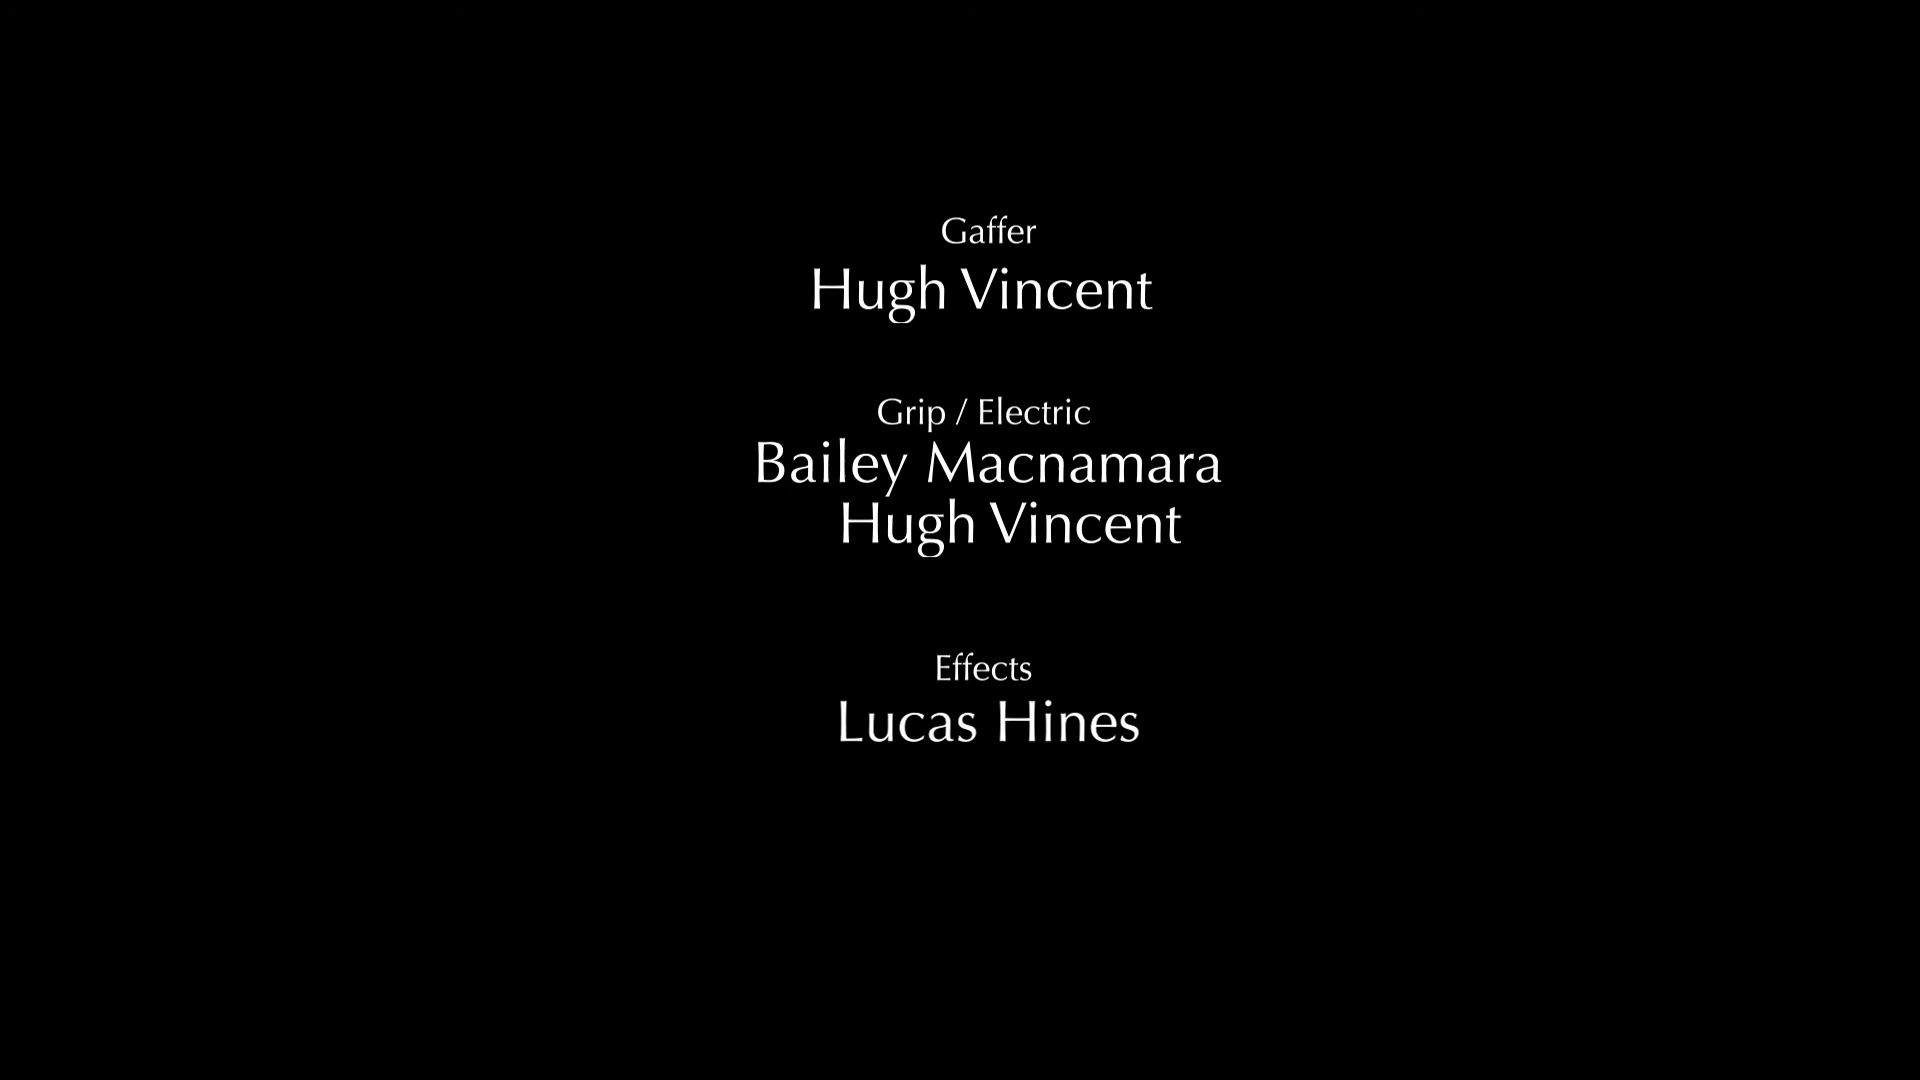 Gaffer
Hugh Vincent
Grip / Electric
Bailey Macnamara
Hugh Vincent
Effects
Lucas Hines